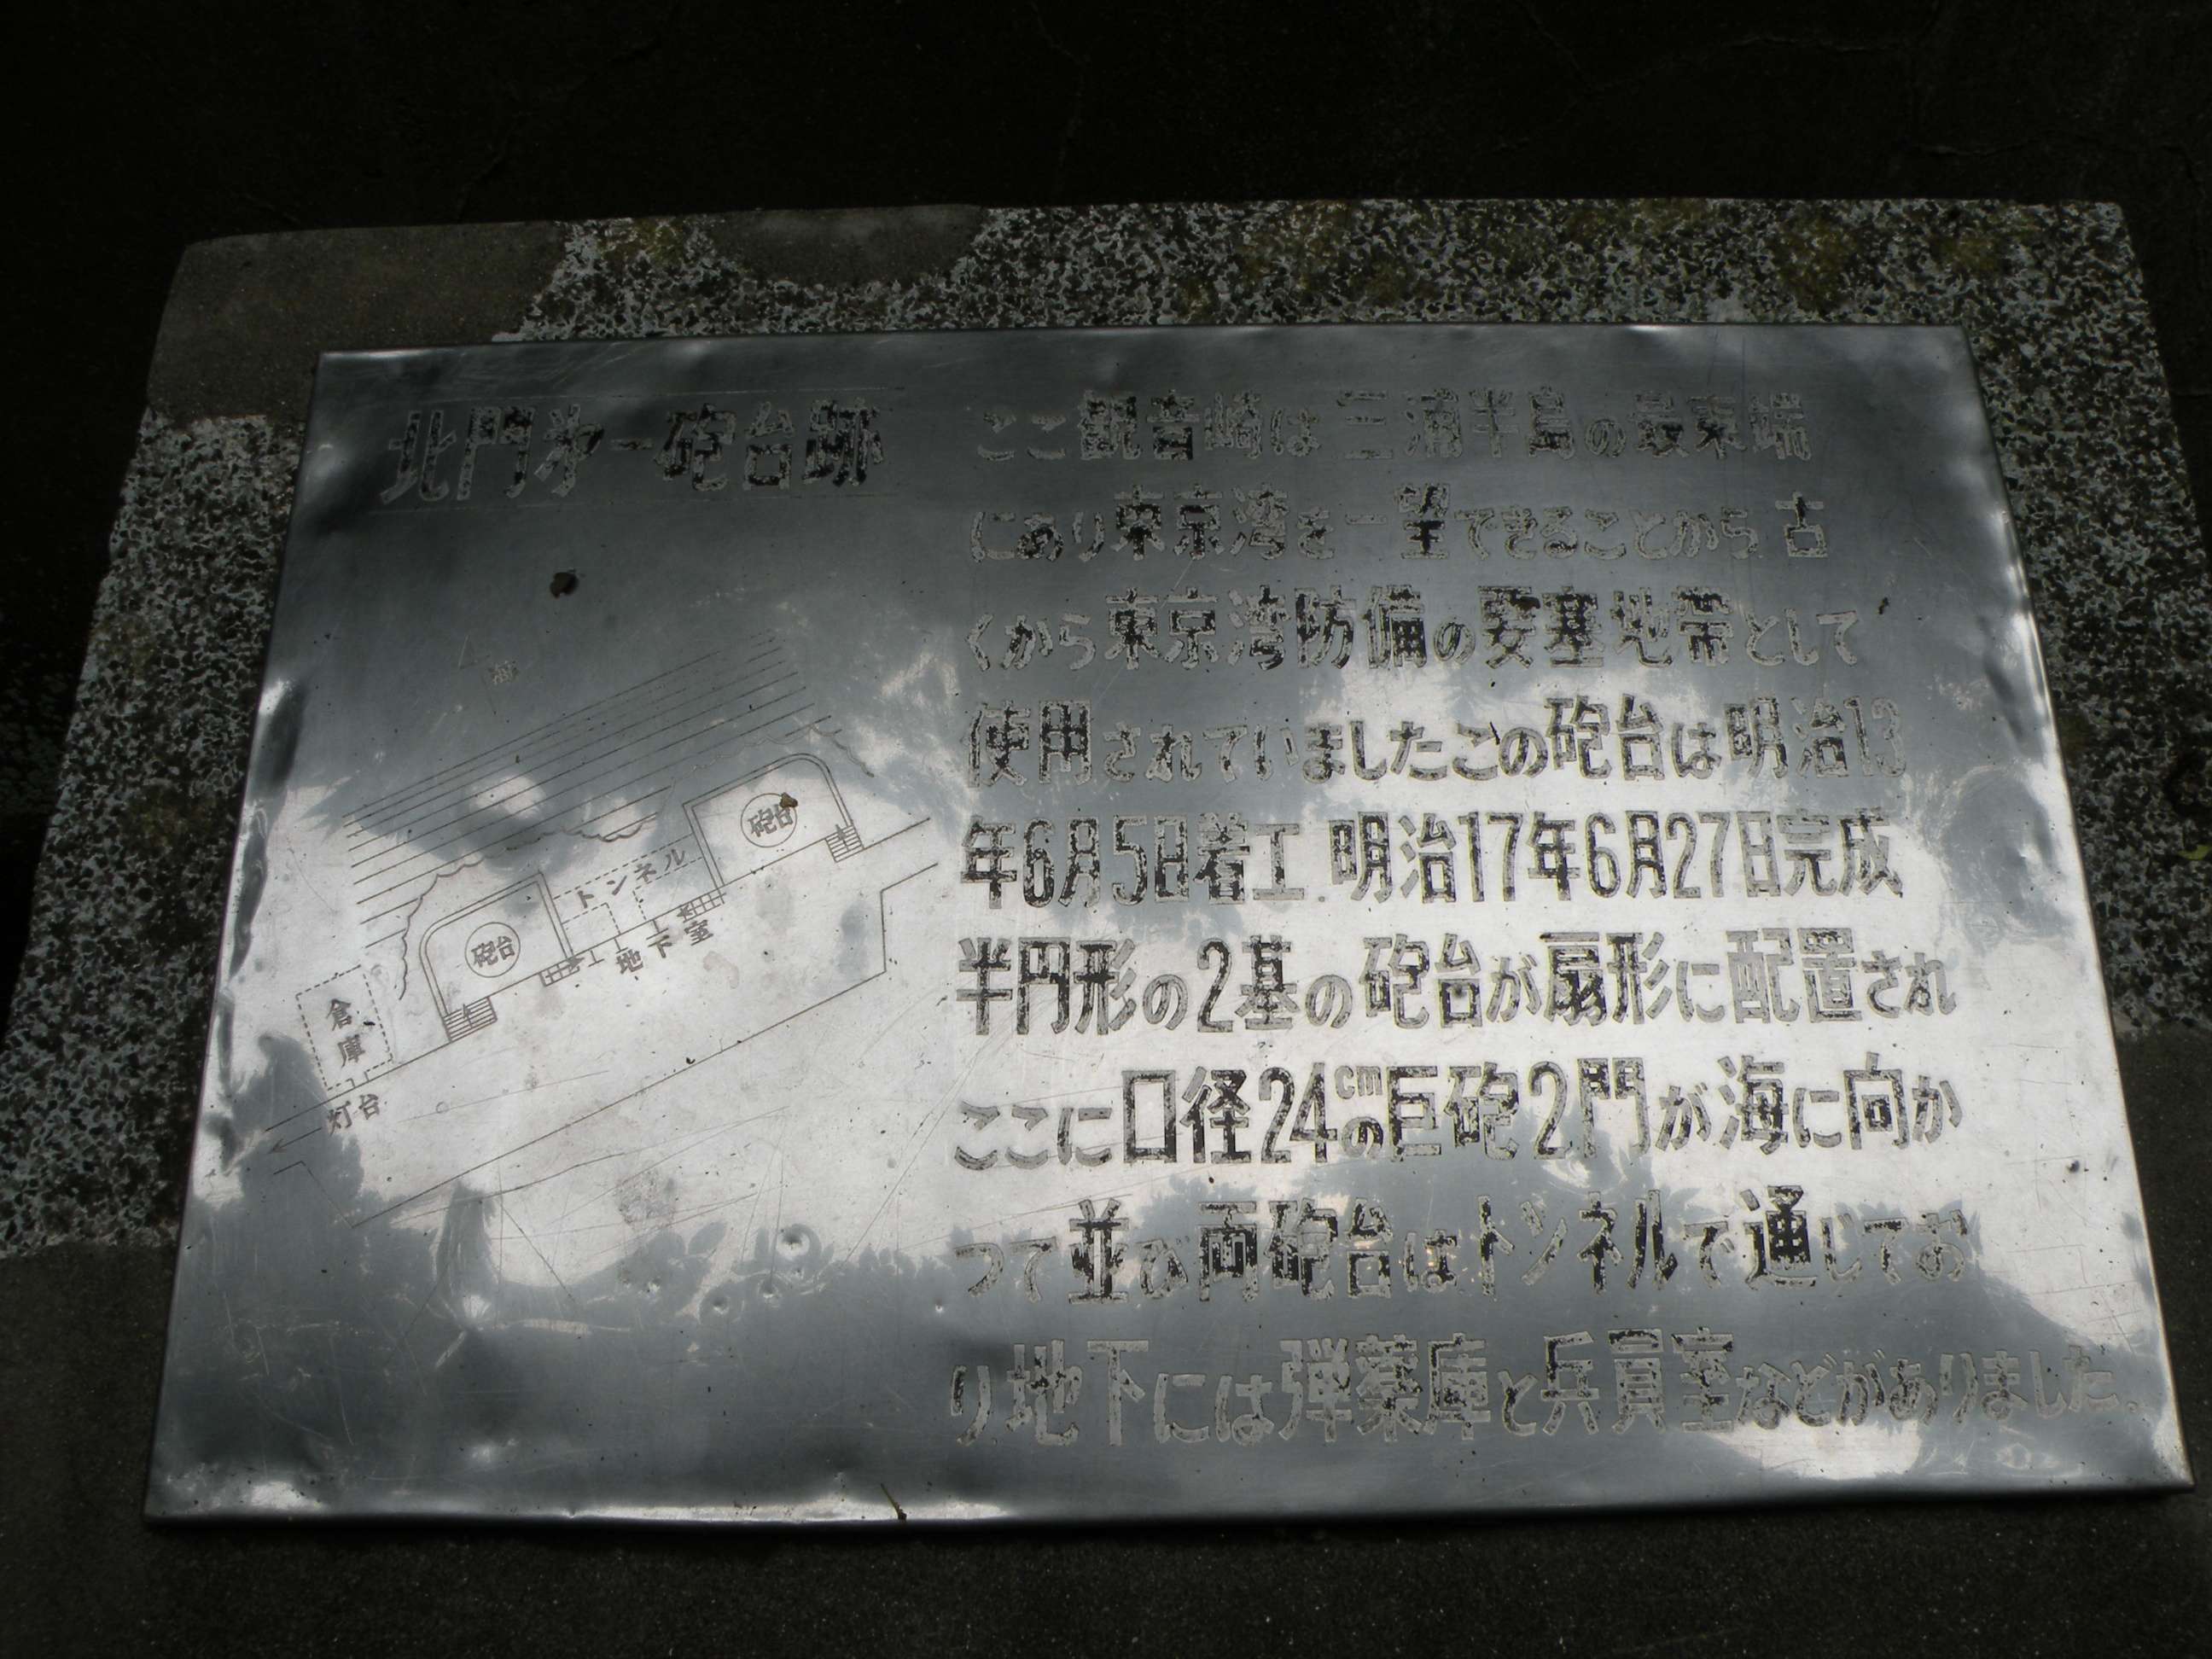 北門㐧一砲台跡
ここ観音崎は三浦半島の最東端
にあり東京湾を一望できることから古
くから東京湾防備の要塞地帯として
使用されていましたこの砲台は明治13
年6月5日着工 明治17年6月27日完成
半円形の2基の砲台が扇形に配置され
ここに口径24cmの巨砲2門が海に向か
つて並び両砲台はトンネルで通じてお
り地下には弾薬庫と兵員室などがありました。
海
砲台
トンネル
砲台
地下室
倉庫
灯台